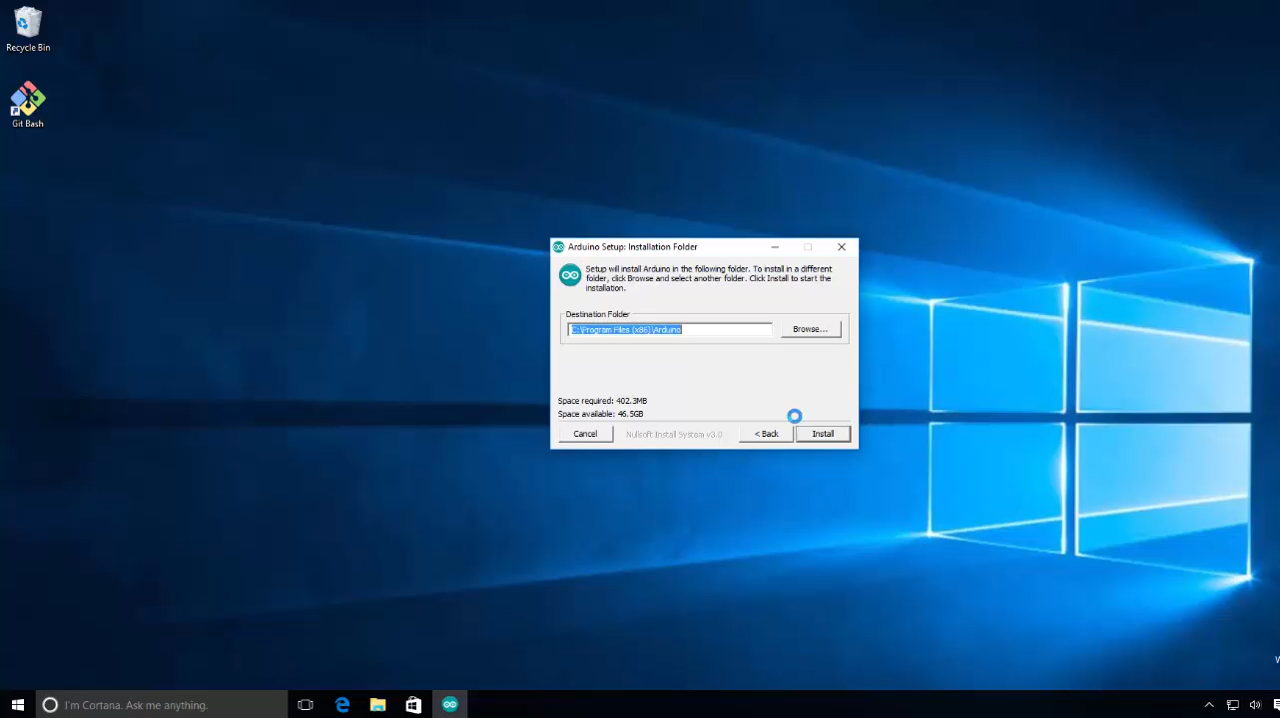 Recycle Bin
Git Bash
Arduino Setup: Installation Folder
Setup will install Arduino in the following folder. To install in a different
folder, click Browse and select another folder. Click Install to start the
installation.
Destination Folder
C:\Program Files (x86)\Arduino
Browse...
Space required: 402.3MB
Space available: 46.5GB
Cancel
Nullsoft Install System v3.0
< Back
Install
I'm Cortana. Ask me anything.